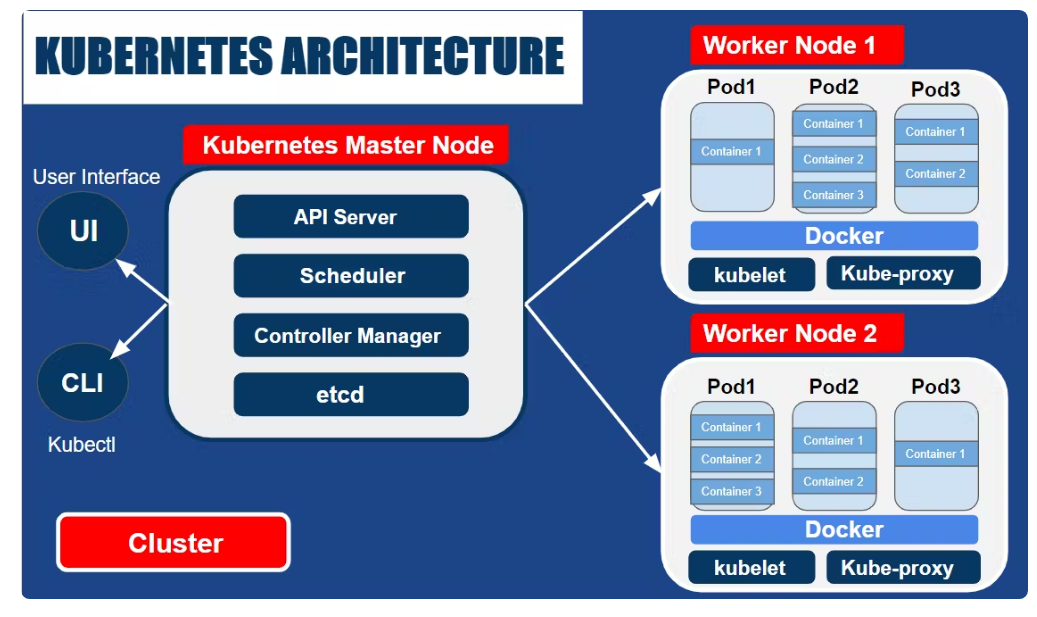 KUBERNETES ARCHITECTURE
Kubernetes Master Node
User Interface
UI
CLI
Kubectl
API Server
Scheduler
Controller Manager
etcd
Cluster
Worker Node 1
Pod1
Container 1
Pod2
Container 1
Container 2
Container 3
Pod3
Container 1
Container 2
Docker
kubelet
Kube-proxy
Worker Node 2
Pod1
Container 1
Container 2
Container 3
Pod2
Container 1
Container 2
Pod3
Container 1
Docker
kubelet
Kube-proxy